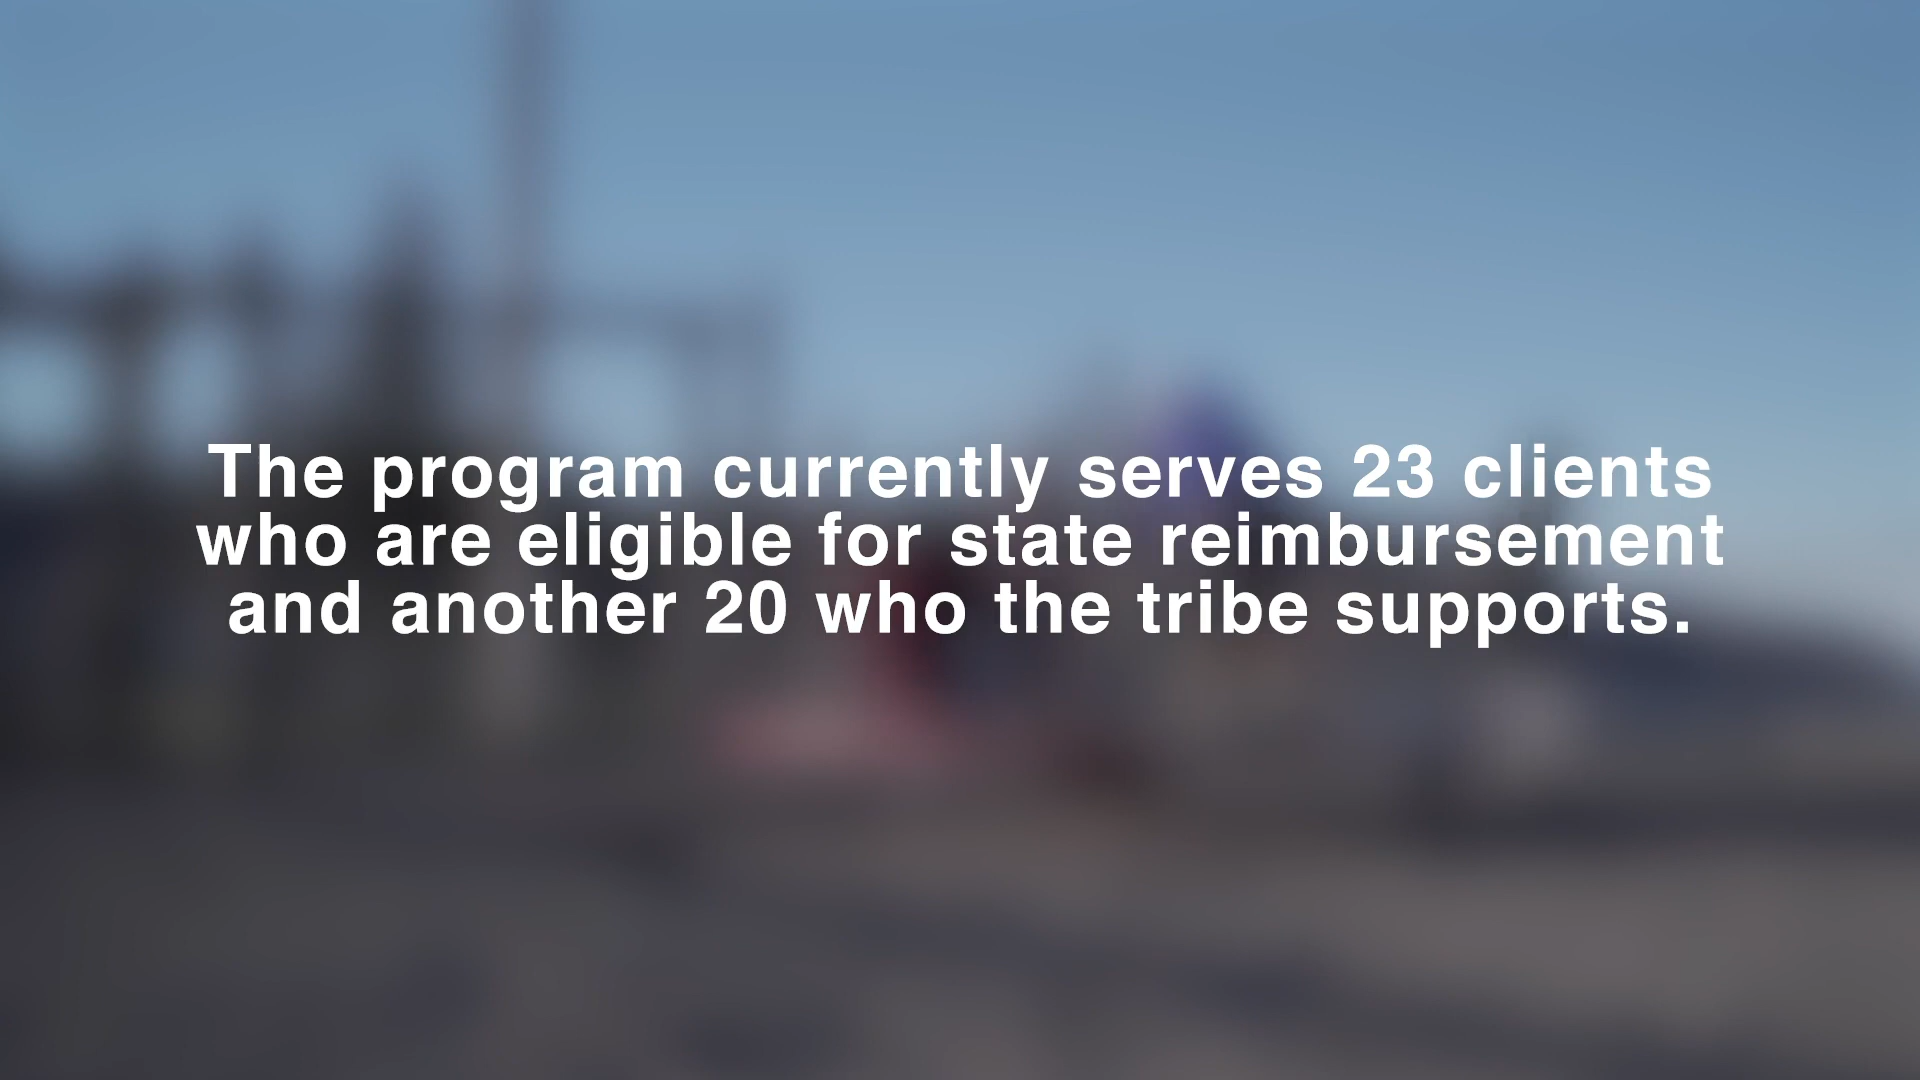 The program currently serves 23 clients
who are eligible for state reimbursement
and another 20 who the tribe supports.